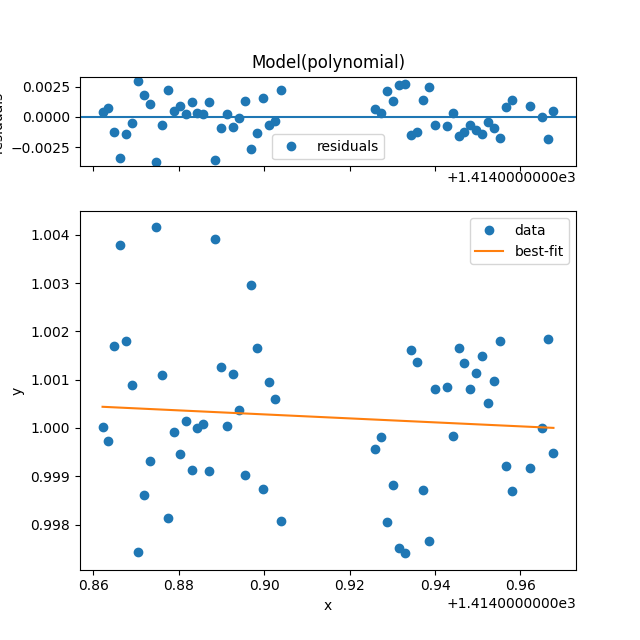 Model(polynomial)
0.0025
0.0000
−0.0025
residuals
residuals
+1.4140000000e3
1.004
1.003
1.002
1.001
1.000
0.999
0.998
y
data
best-fit
0.86 0.88 0.90 0.92 0.94 0.96
x
+1.4140000000e3